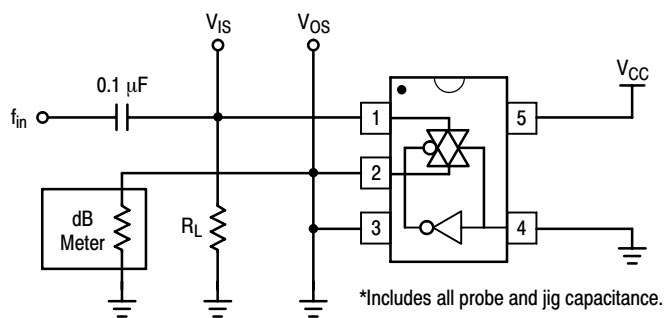 V_IS
V_OS
V_CC
0.1 μF
f_in
1
5
2
dB
Meter
R_L
3
4
*Includes all probe and jig capacitance.